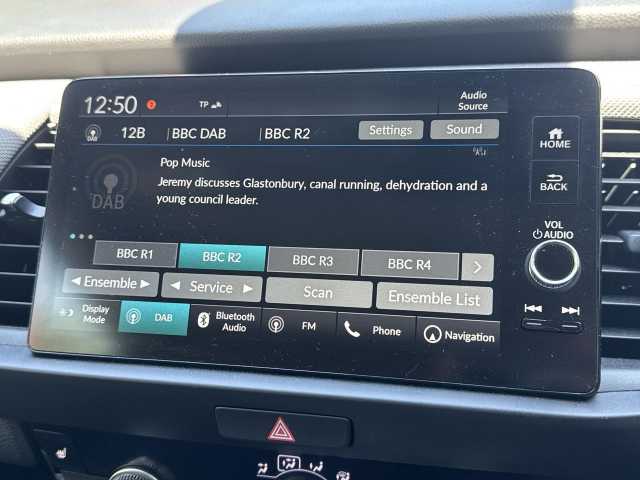 12:50
TP
Audio
Source
12B
BBC DAB
BBC R2
Settings
Sound
HOME
Pop Music
Jeremy discusses Glastonbury, canal running, dehydration and a
young council leader.
DAB
BACK
VOL
AUDIO
BBC R1
BBC R2
BBC R3
BBC R4
Ensemble
Service
Scan
Ensemble List
Display
Mode
DAB
Bluetooth
Audio
FM
Phone
Navigation